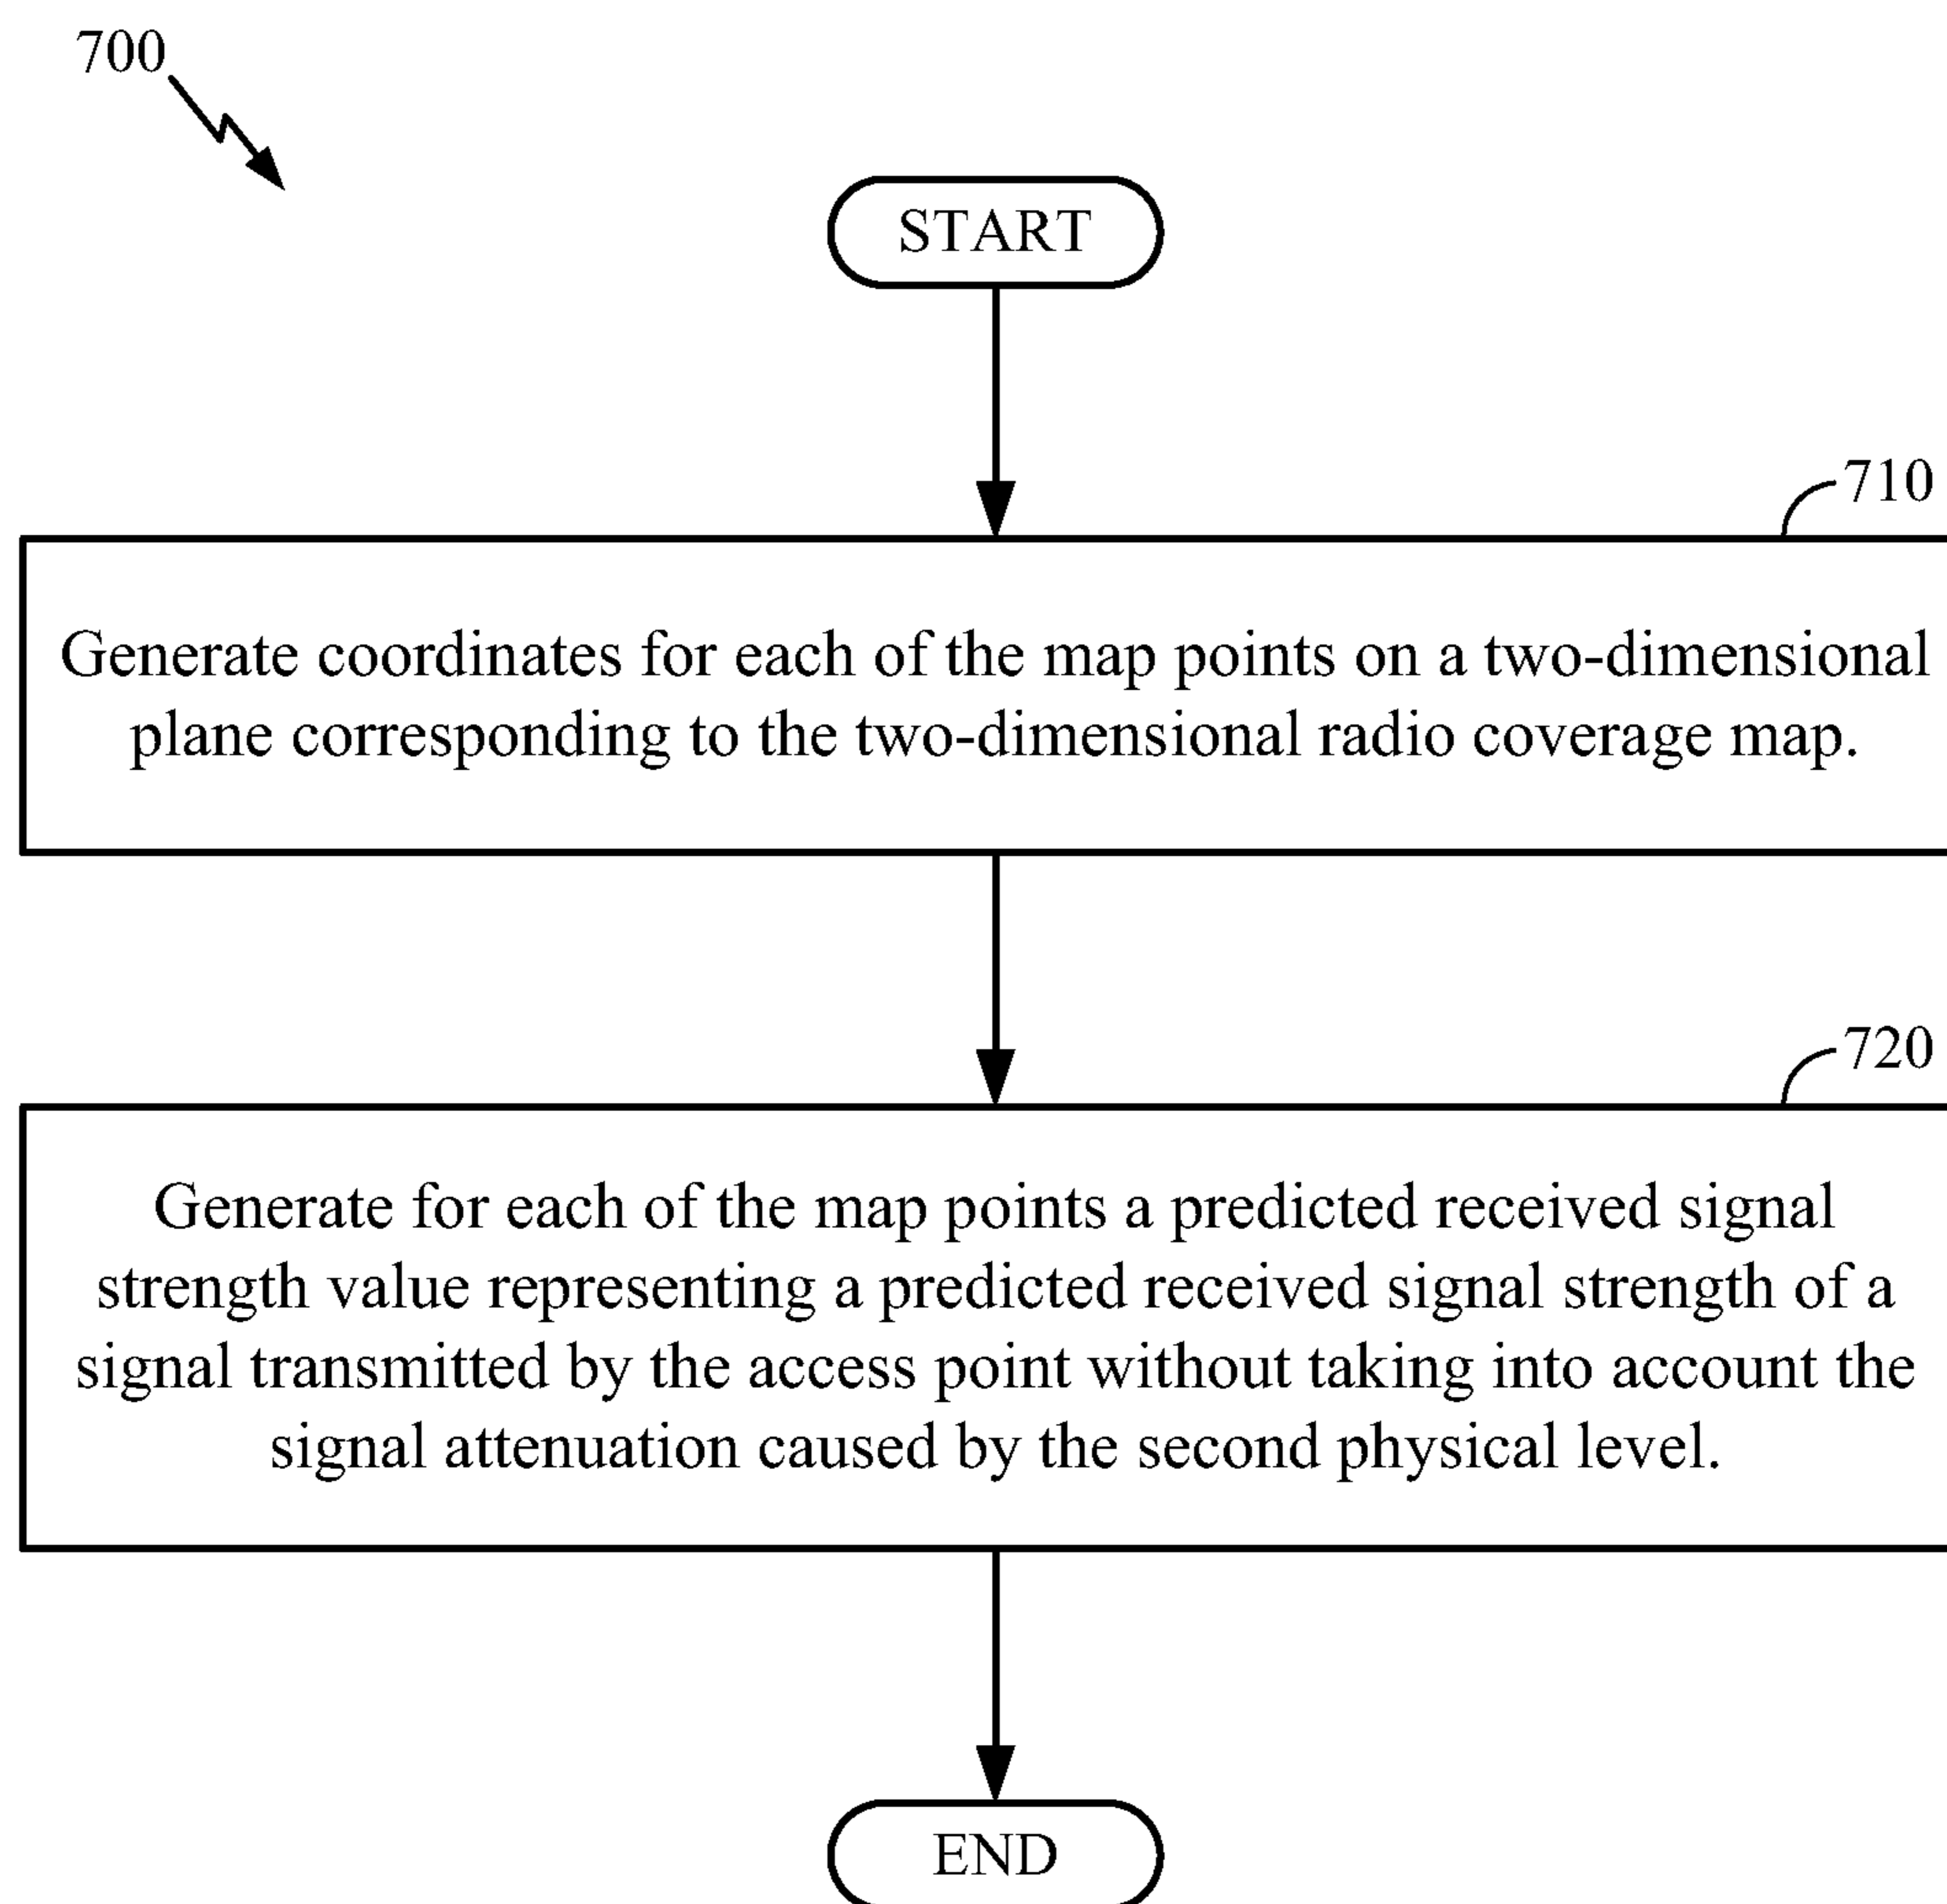 700
START
710
Generate coordinates for each of the map points on a two-dimensional
plane corresponding to the two-dimensional radio coverage map.
720
Generate for each of the map points a predicted received signal
strength value representing a predicted received signal strength of a
signal transmitted by the access point without taking into account the
signal attenuation caused by the second physical level.
END